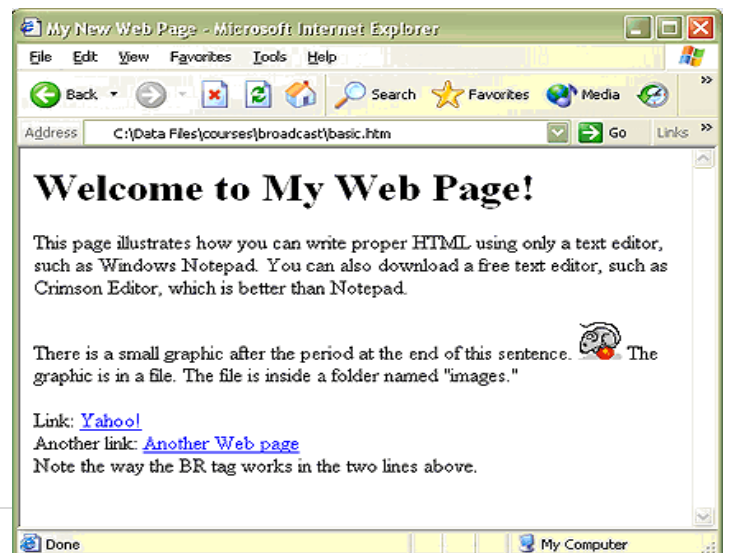 My New Web Page - Microsoft Internet Explorer
File Edit View Favorites Tools Help
Back Search Favorites Media »
Address C:\Data Files\courses\broadcast\basic.htm Go Links »
Welcome to My Web Page!
This page illustrates how you can write proper HTML using only a text editor,
such as Windows Notepad. You can also download a free text editor, such as
Crimson Editor, which is better than Notepad.
There is a small graphic after the period at the end of this sentence. The
graphic is in a file. The file is inside a folder named "images."
Link: Yahoo!
Another link: Another Web page
Note the way the BR tag works in the two lines above.
Done My Computer